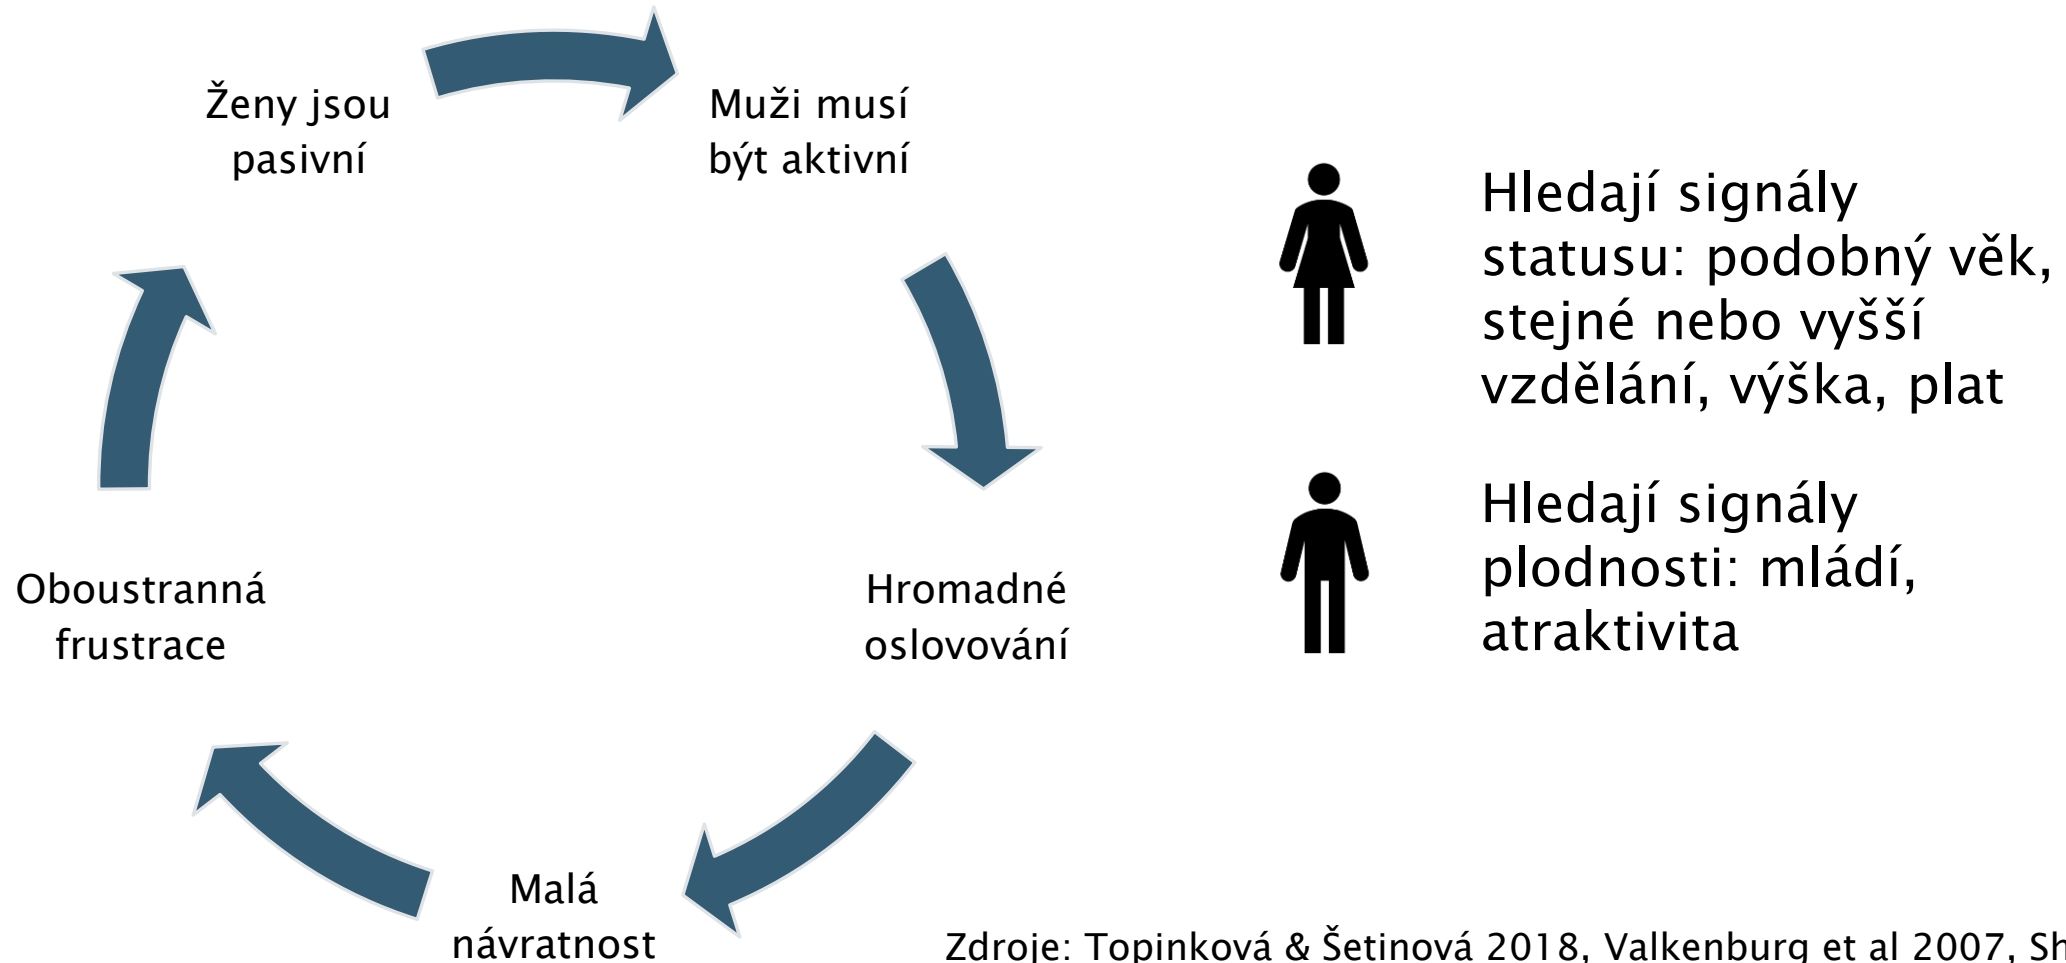 Ženy jsou
pasivní
Muži musí
být aktivní
Hromadné
oslovování
Malá
návratnost
Oboustranná
frustrace
Hledají signály
statusu: podobný věk,
stejné nebo vyšší
vzdělání, výška, plat
Hledají signály
plodnosti: mládí,
atraktivita
Zdroje: Topinková & Šetinová 2018, Valkenburg et al 2007,